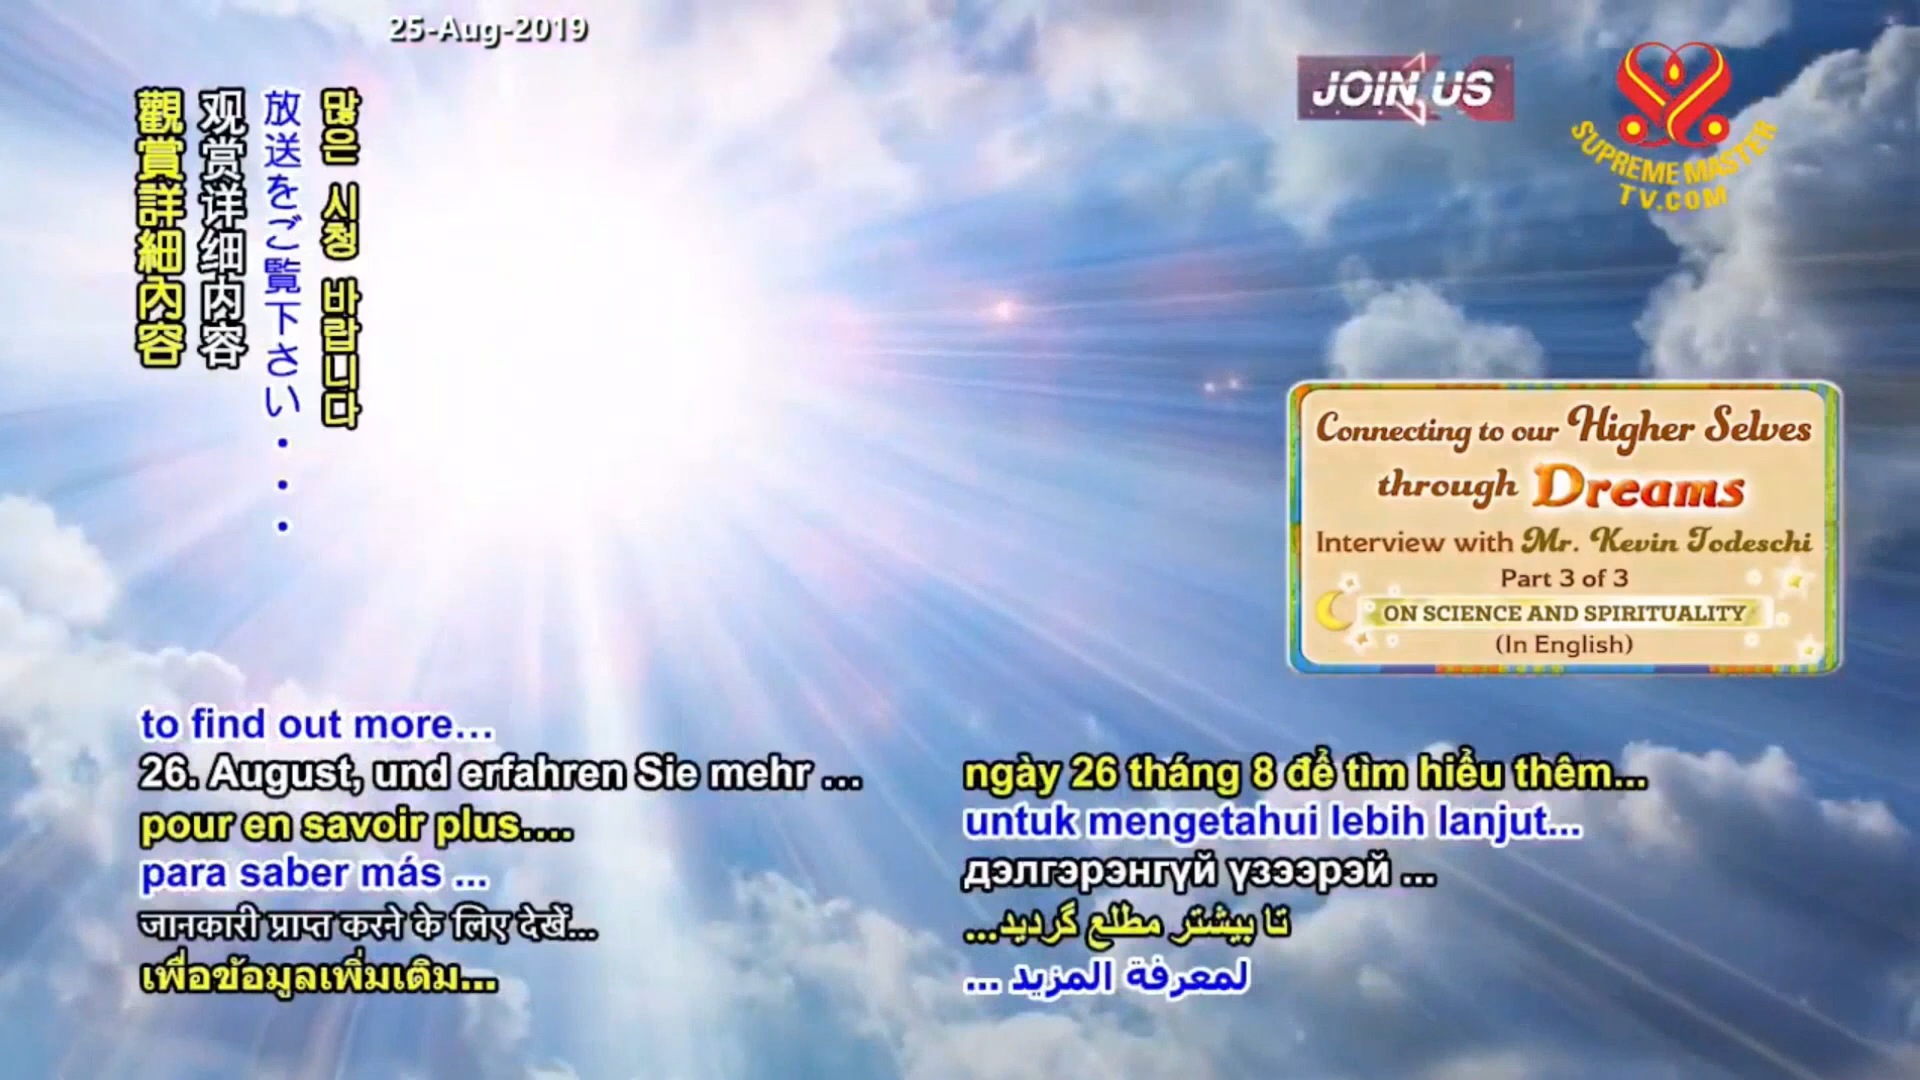 25-Aug-2019
JOIN US
SUPREME MASTER
TV.COM
觀賞詳細內容
观赏详细内容
放送をご覧下さい・・・
많은 시청 바랍니다
Connecting to our Higher Selves
through Dreams
Interview with Mr. Kevin Todeschi
Part 3 of 3
ON SCIENCE AND SPIRITUALITY
(In English)
to find out more...
26. August, und erfahren Sie mehr ...
pour en savoir plus....
para saber más ...
जानकारी प्राप्त करने के लिए देखें...
เพื่อข้อมูลเพิ่มเติม...
ngày 26 tháng 8 để tìm hiểu thêm...
untuk mengetahui lebih lanjut...
дэлгэрэнгүй үзээрэй ...
تا بیشتر مطلع گردید...
لمعرفة المزيد ...